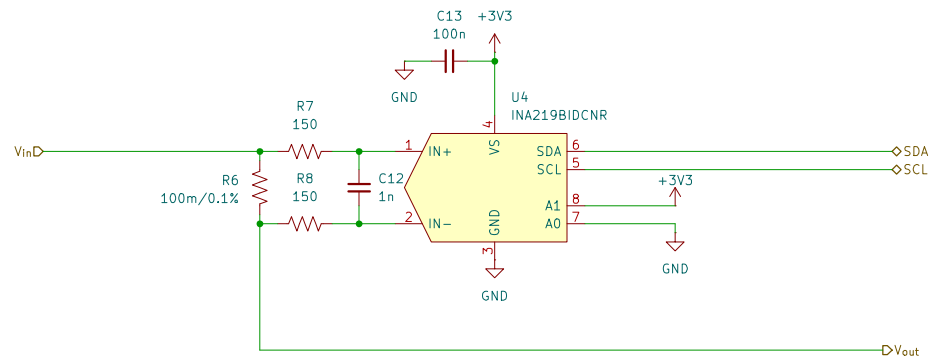 C13
100n
+3V3
GND
U4
INA219BIDCNR
R7
150
4
VS
Vin
1
IN+
SDA
6
SDA
SCL
5
SCL
R6
100m/0.1%
R8
150
C12
1n
+3V3
A1
8
2
IN-
GND
A0
7
3
GND
GND
Vout